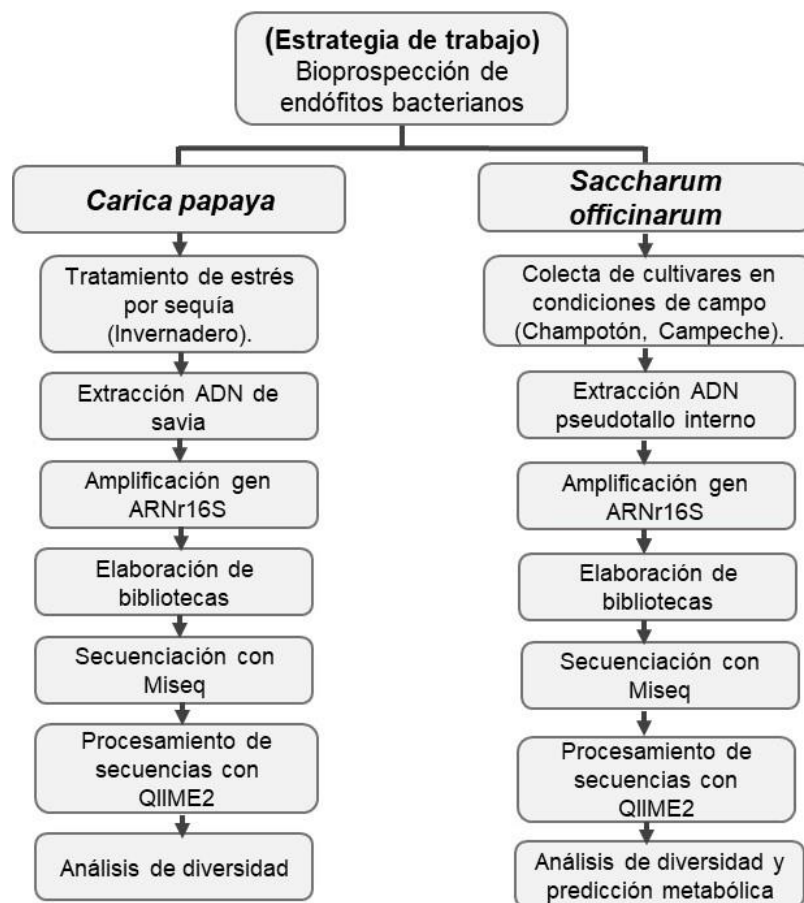 (Estrategia de trabajo)
Bioprospección de
endófitos bacterianos
Carica papaya
Tratamiento de estrés
por sequía
(Invernadero).
Extracción ADN de
savia
Amplificación gen
ARNr16S
Elaboración de
bibliotecas
Secuenciación con
Miseq
Procesamiento de
secuencias con
QIIME2
Análisis de diversidad
Saccharum
officinarum
Colecta de cultivares en
condiciones de campo
(Champotón, Campeche).
Extracción ADN
pseudotallo interno
Amplificación gen
ARNr16S
Elaboración de
bibliotecas
Secuenciación con
Miseq
Procesamiento de
secuencias con
QIIME2
Análisis de diversidad y
predicción metabólica